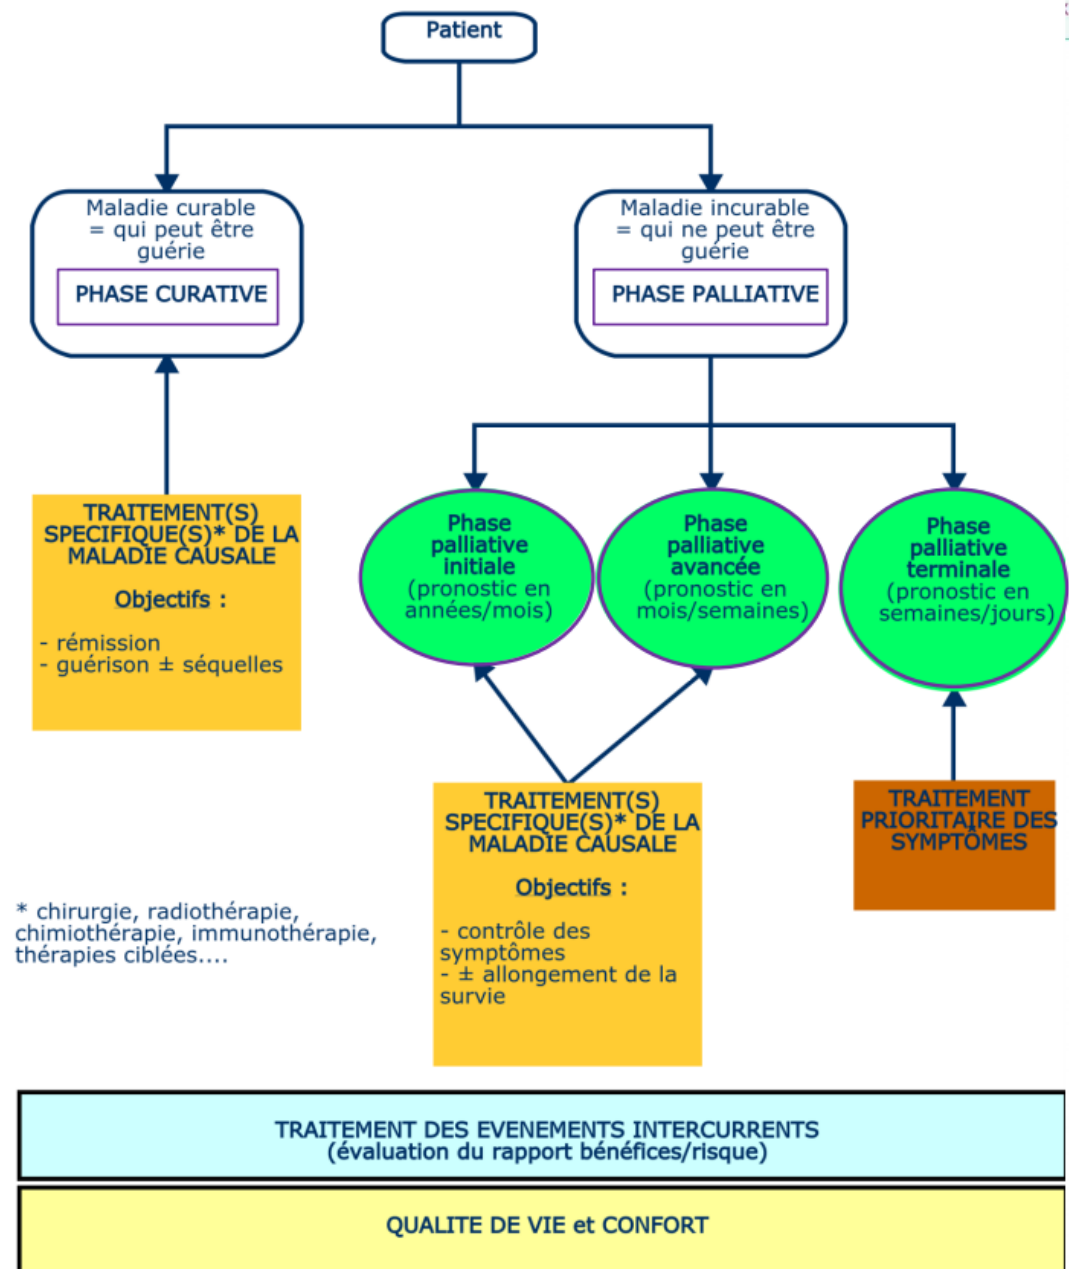 Patient
Maladie curable
= qui peut être
guérie
PHASE CURATIVE
Maladie incurable
= qui ne peut être
guérie
PHASE PALLIATIVE
TRAITEMENT(S)
SPECIFIQUE(S)* DE LA
MALADIE CAUSALE
Objectifs :
- rémission
- guérison ± séquelles
Phase
palliative
initiale
(pronostic en
années/mois)
Phase
palliative
avancée
(pronostic en
mois/semaines)
Phase
palliative
terminale
(pronostic en
semaines/jours)
TRAITEMENT(S)
SPECIFIQUE(S)* DE LA
MALADIE CAUSALE
Objectifs :
- contrôle des
symptômes
- ± allongement de la
survie
TRAITEMENT
PRIORITAIRE DES
SYMPTÔMES
* chirurgie, radiothérapie,
chimiothérapie, immunothérapie,
thérapies ciblées....
TRAITEMENT DES EVENEMENTS INTERCURRENTS
(évaluation du rapport bénéfices/risque)
QUALITE DE VIE et CONFORT